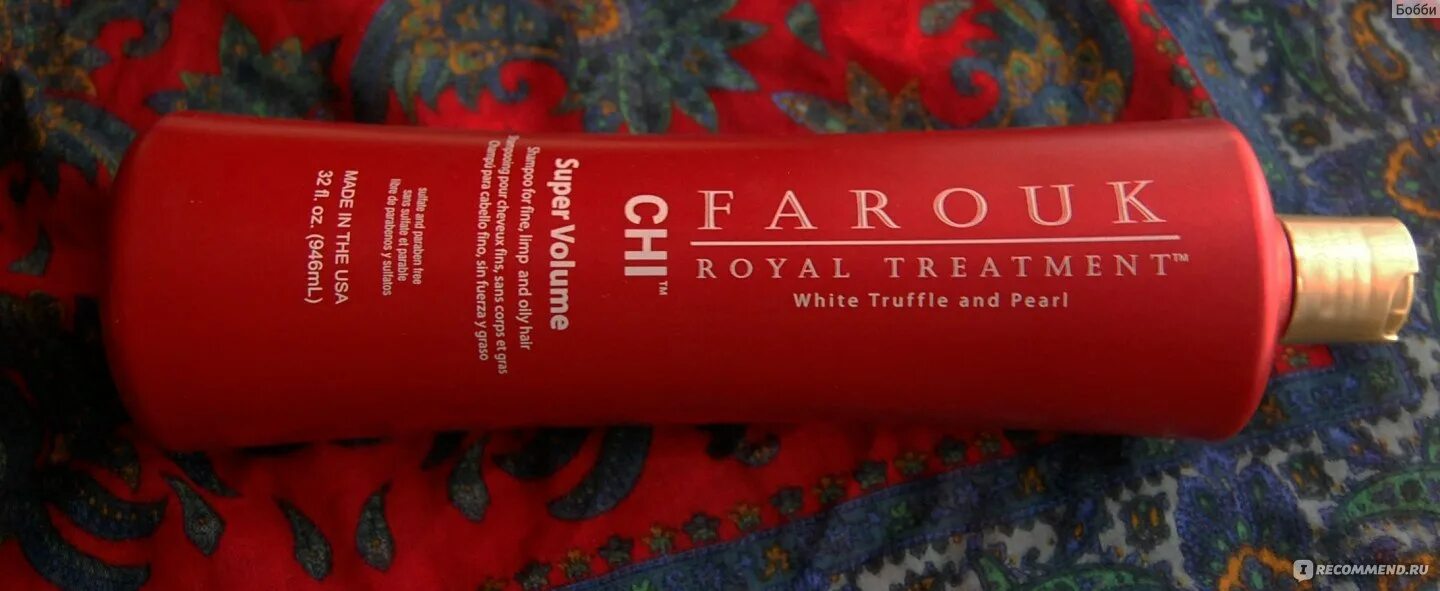 Бобби
FAROUK
ROYAL TREATMENT™
White Truffle and Pearl
CHI™
Super Volume
Shampoo for fine, limp and oily hair
Shampooing pour cheveux fins, sans corps et gras
Champú para cabello fino, sin fuerza y graso
sulfate and paraben free
sans sulfate et parable
libre de parabenos y sulfatos
MADE IN THE USA
32 fl. oz. (946mL)
IRECOMMEND.RU